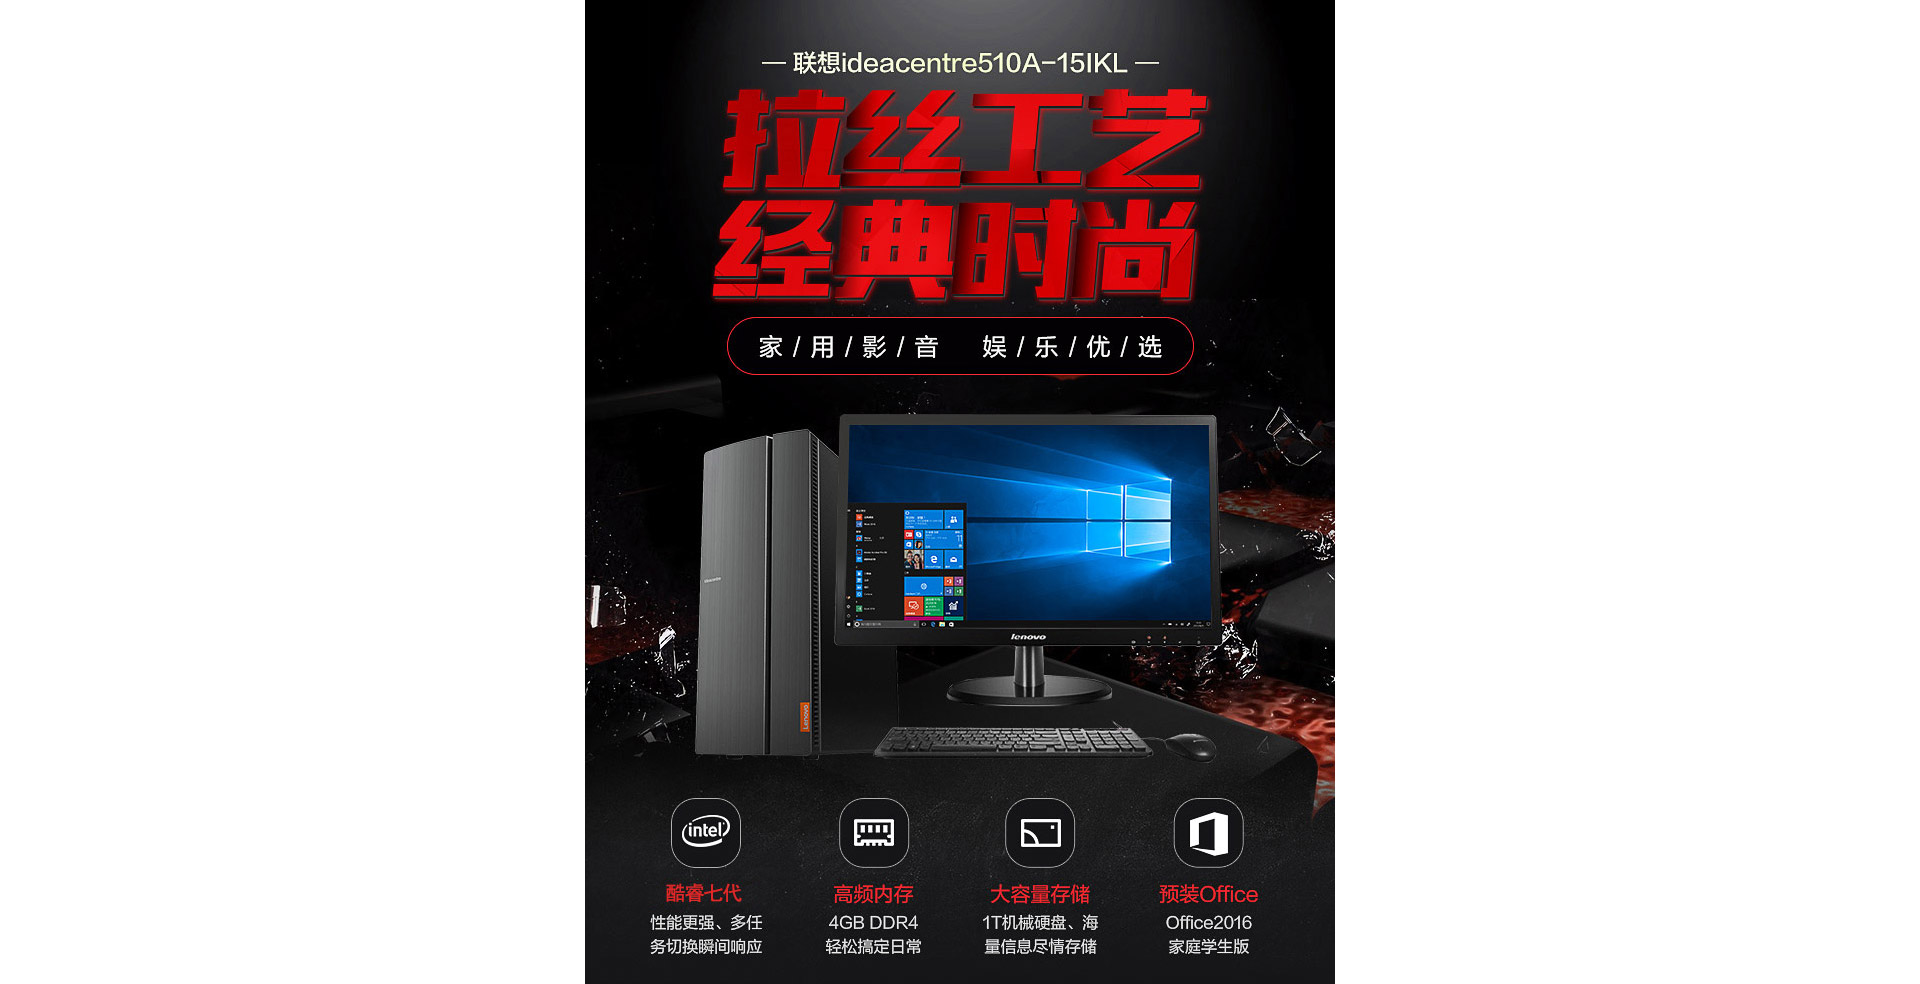 联想ideacentre510A-15IKL
拉丝工艺
经典时尚
家/用/影/音 娱/乐/优/选
lenovo
ideacentre
LENOVO
intel
酷睿七代
性能更强、多任
务切换瞬间响应
高频内存
4GB DDR4
轻松搞定日常
大容量存储
1T机械硬盘、海
量信息尽情存储
预装Office
Office2016
家庭学生版